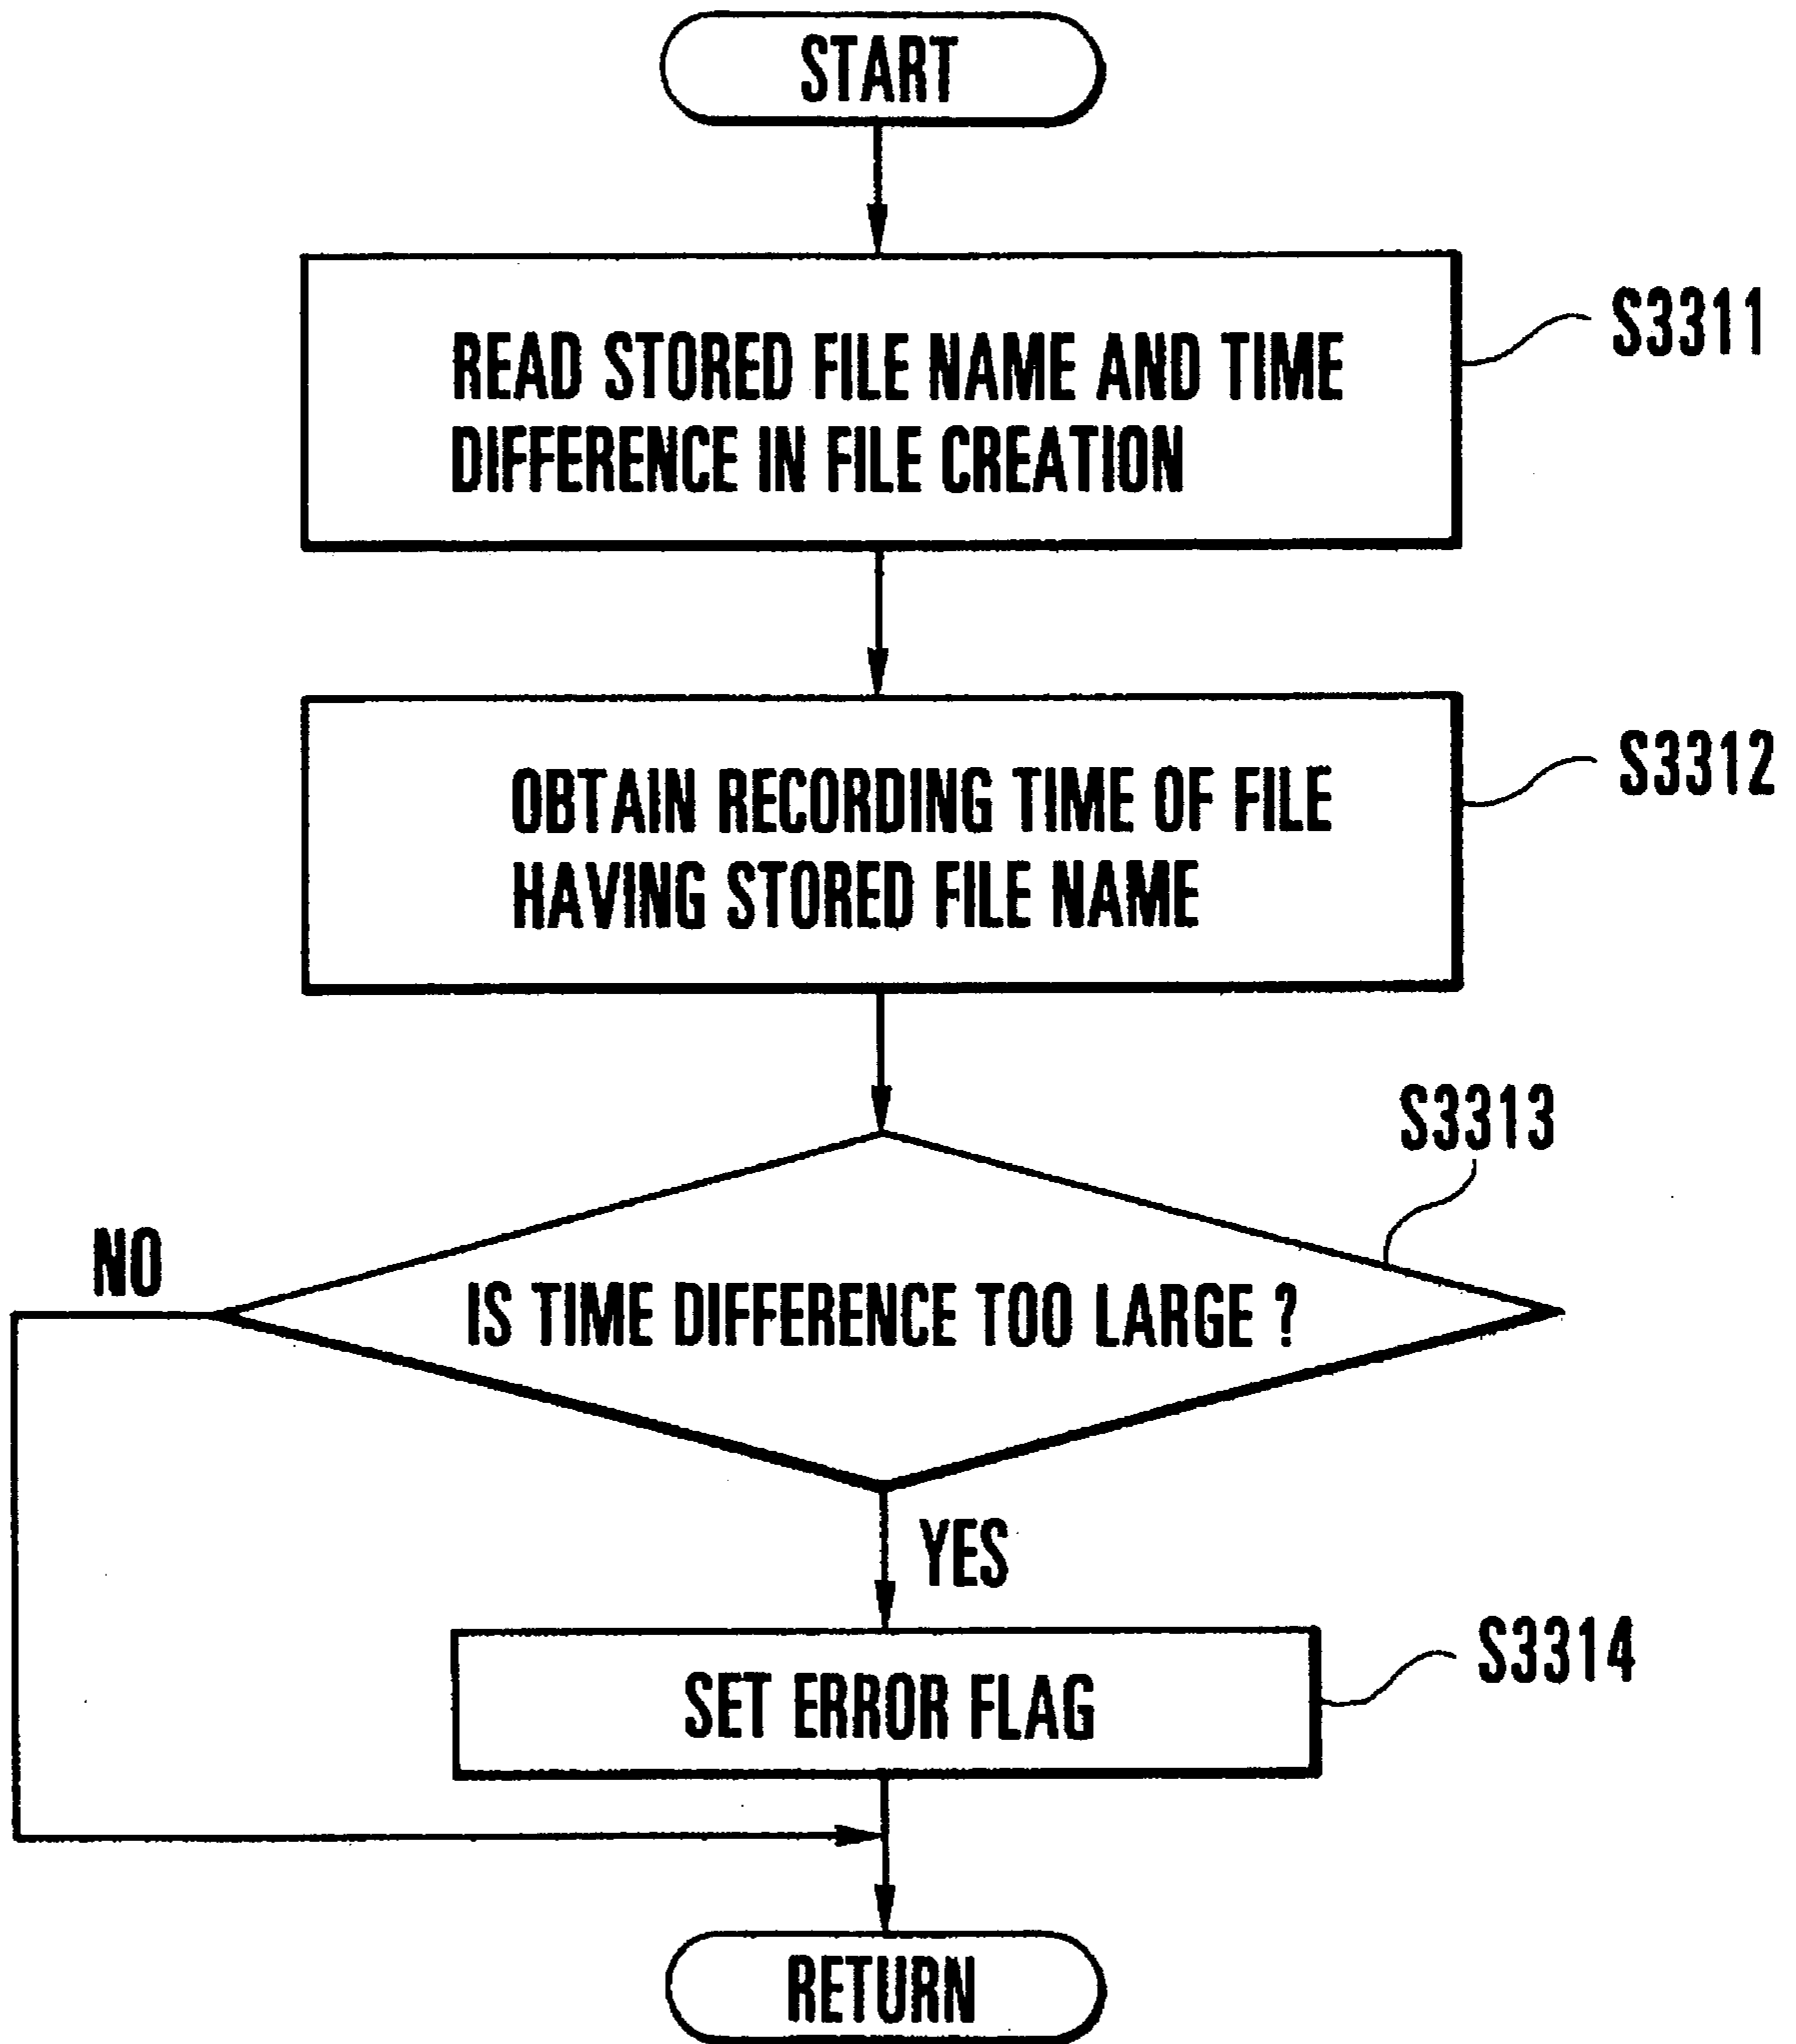 START
READ STORED FILE NAME AND TIME
DIFFERENCE IN FILE CREATION
S3311
OBTAIN RECORDING TIME OF FILE
HAVING STORED FILE NAME
S3312
S3313
NO
IS TIME DIFFERENCE TOO LARGE ?
YES
SET ERROR FLAG
S3314
RETURN